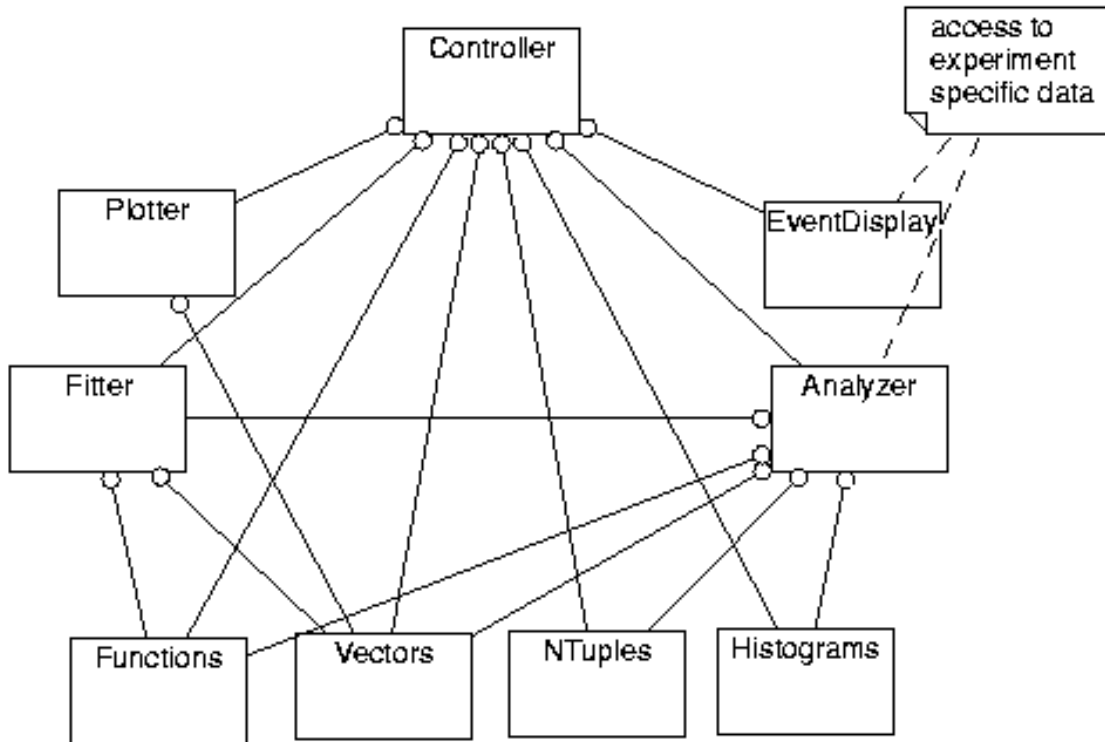 access to
experiment
specific data
Controller
Plotter
EventDisplay
Fitter
Analyzer
Functions
Vectors
NTuples
Histograms